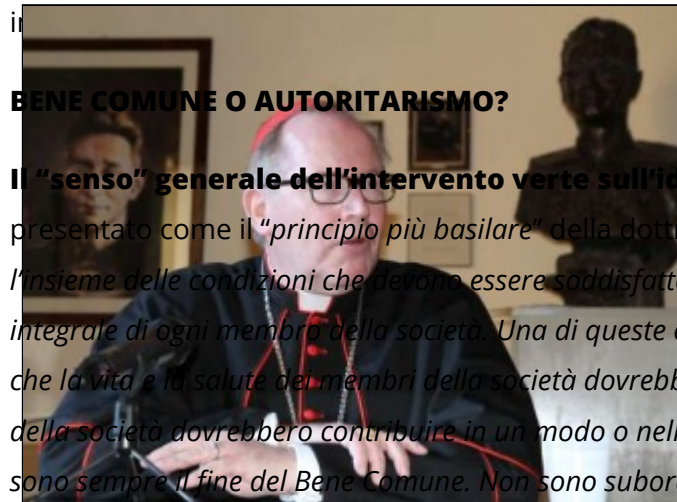 BENE COMUNE O AUTORITARISMO?
Il “senso” generale dell’intervento verte sull’id
presentato come il “principio più basilare” della dott
l’insieme delle condizioni che devono essere soddisfatt
integrale di ogni membro della società. Una di queste
che la vita e la salute dei membri della società dovrebb
della società dovrebbero contribuire in un modo o nell
sono sempre il fine del Bene Comune. Non sono subor